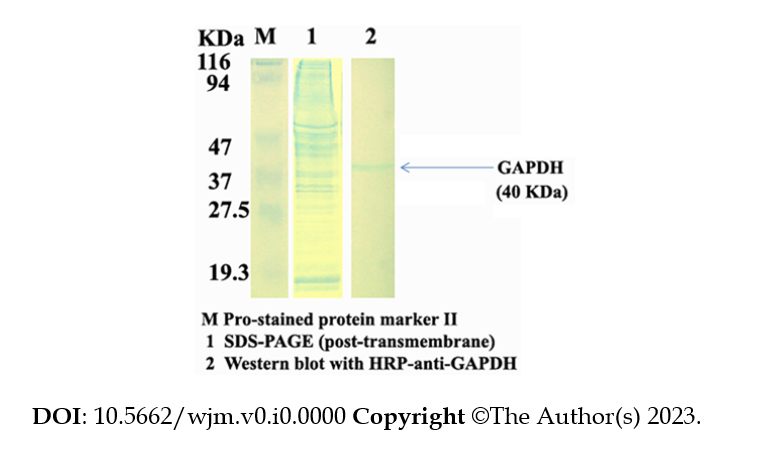 KDa M 1 2
116
94
47
GAPDH
37
(40 KDa)
27.5
19.3
M Pro-stained protein marker II
1 SDS-PAGE (post-transmembrane)
2 Western blot with HRP-anti-GAPDH
DOI: 10.5662/wjm.v0.i0.0000 Copyright ©The Author(s) 2023.